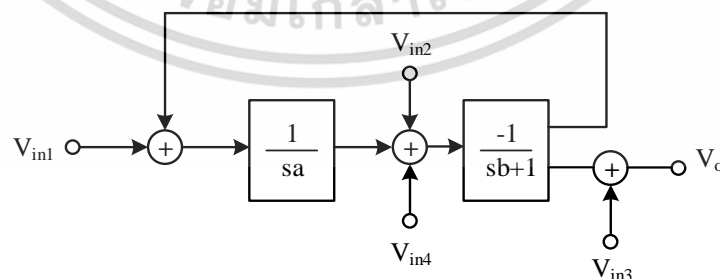 V_in2
V_in1
+
1
sa
+
-1
sb+1
+
V_o
V_in4
V_in3